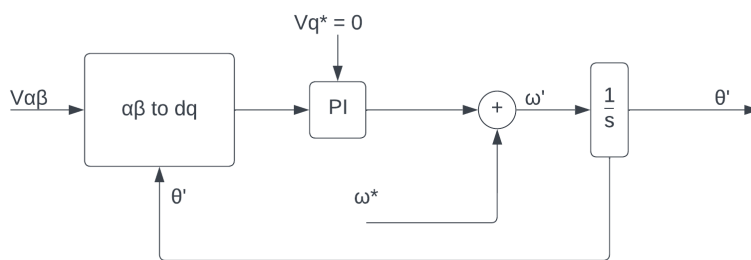 Vq* = 0
Vαβ
αβ to dq
PI
+
ω'
1
s
θ'
θ'
ω*